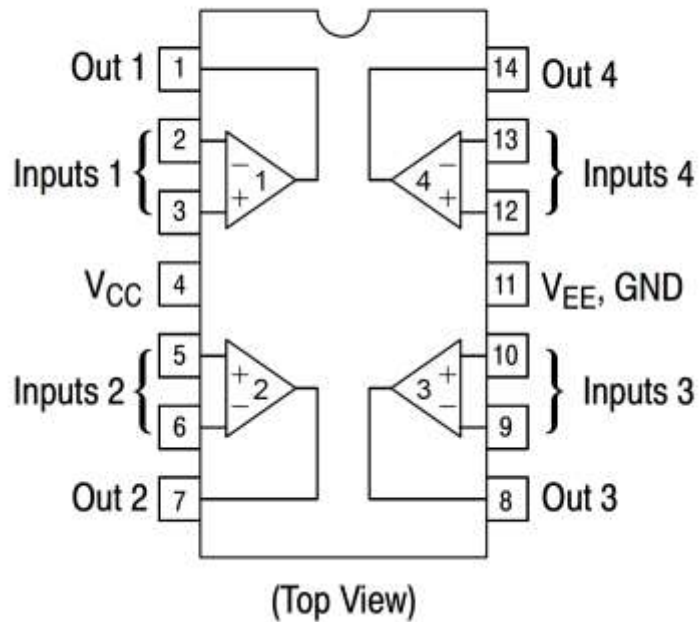 Out 1 1 14 Out 4
2 13
Inputs 1 − 1 + − 4 + Inputs 4
3 12
VCC 4 11 VEE, GND
5 10
Inputs 2 + 2 − + 3 − Inputs 3
6 9
Out 2 7 8 Out 3
(Top View)